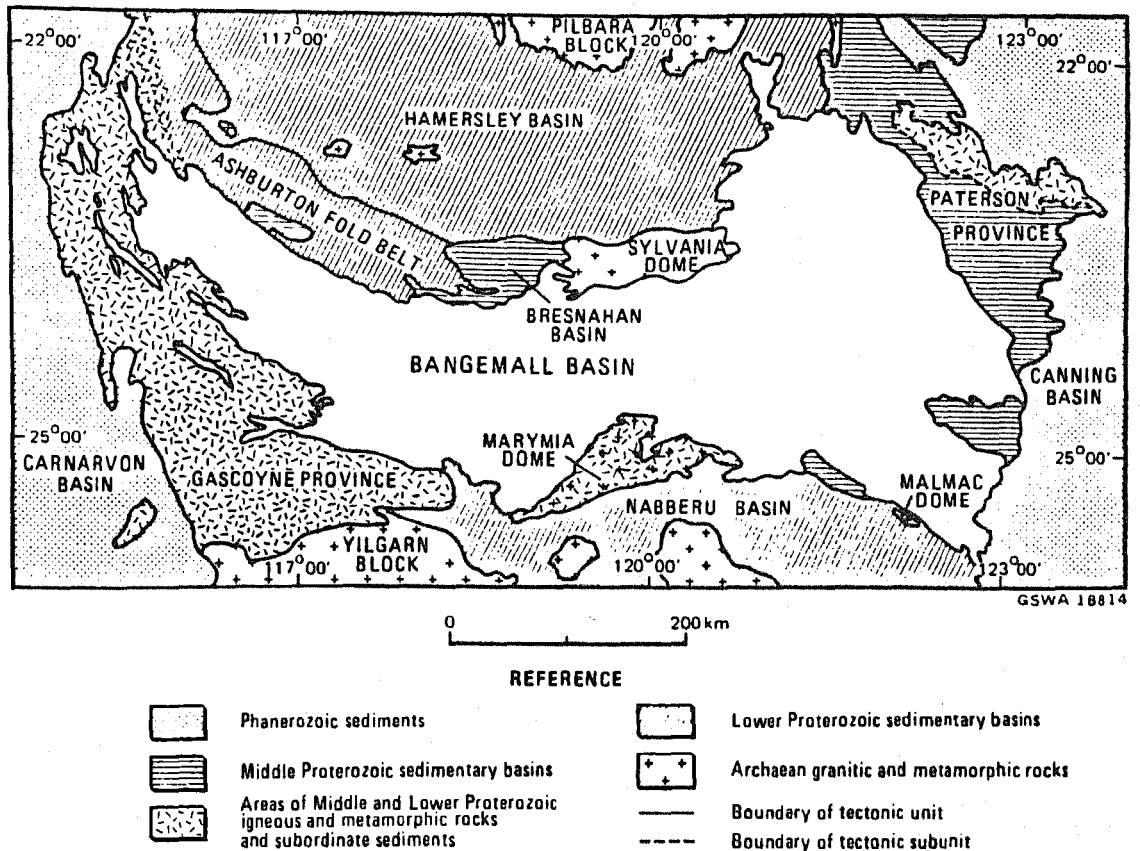 PILBARA
BLOCK
22°00'
117°00'
120°00'
123°00'
22°00'
HAMERSLEY BASIN
ASHBURTON FOLD BELT
PATERSON
PROVINCE
SYLVANIA
DOME
BRESNAHAN
BASIN
BANGEMALL BASIN
CANNING
BASIN
25°00'
MARYMIA
DOME
25°00'
CARNARVON
BASIN
GASCOYNE PROVINCE
MALMAC
DOME
NABBERU BASIN
YILGARN
BLOCK
117°00'
120°00'
123°00'
GSWA 18814
0 200 km
REFERENCE
Phanerozoic sediments
Middle Proterozoic sedimentary basins
Areas of Middle and Lower Proterozoic
igneous and metamorphic rocks
and subordinate sediments
Lower Proterozoic sedimentary basins
Archaean granitic and metamorphic rocks
Boundary of tectonic unit
Boundary of tectonic subunit